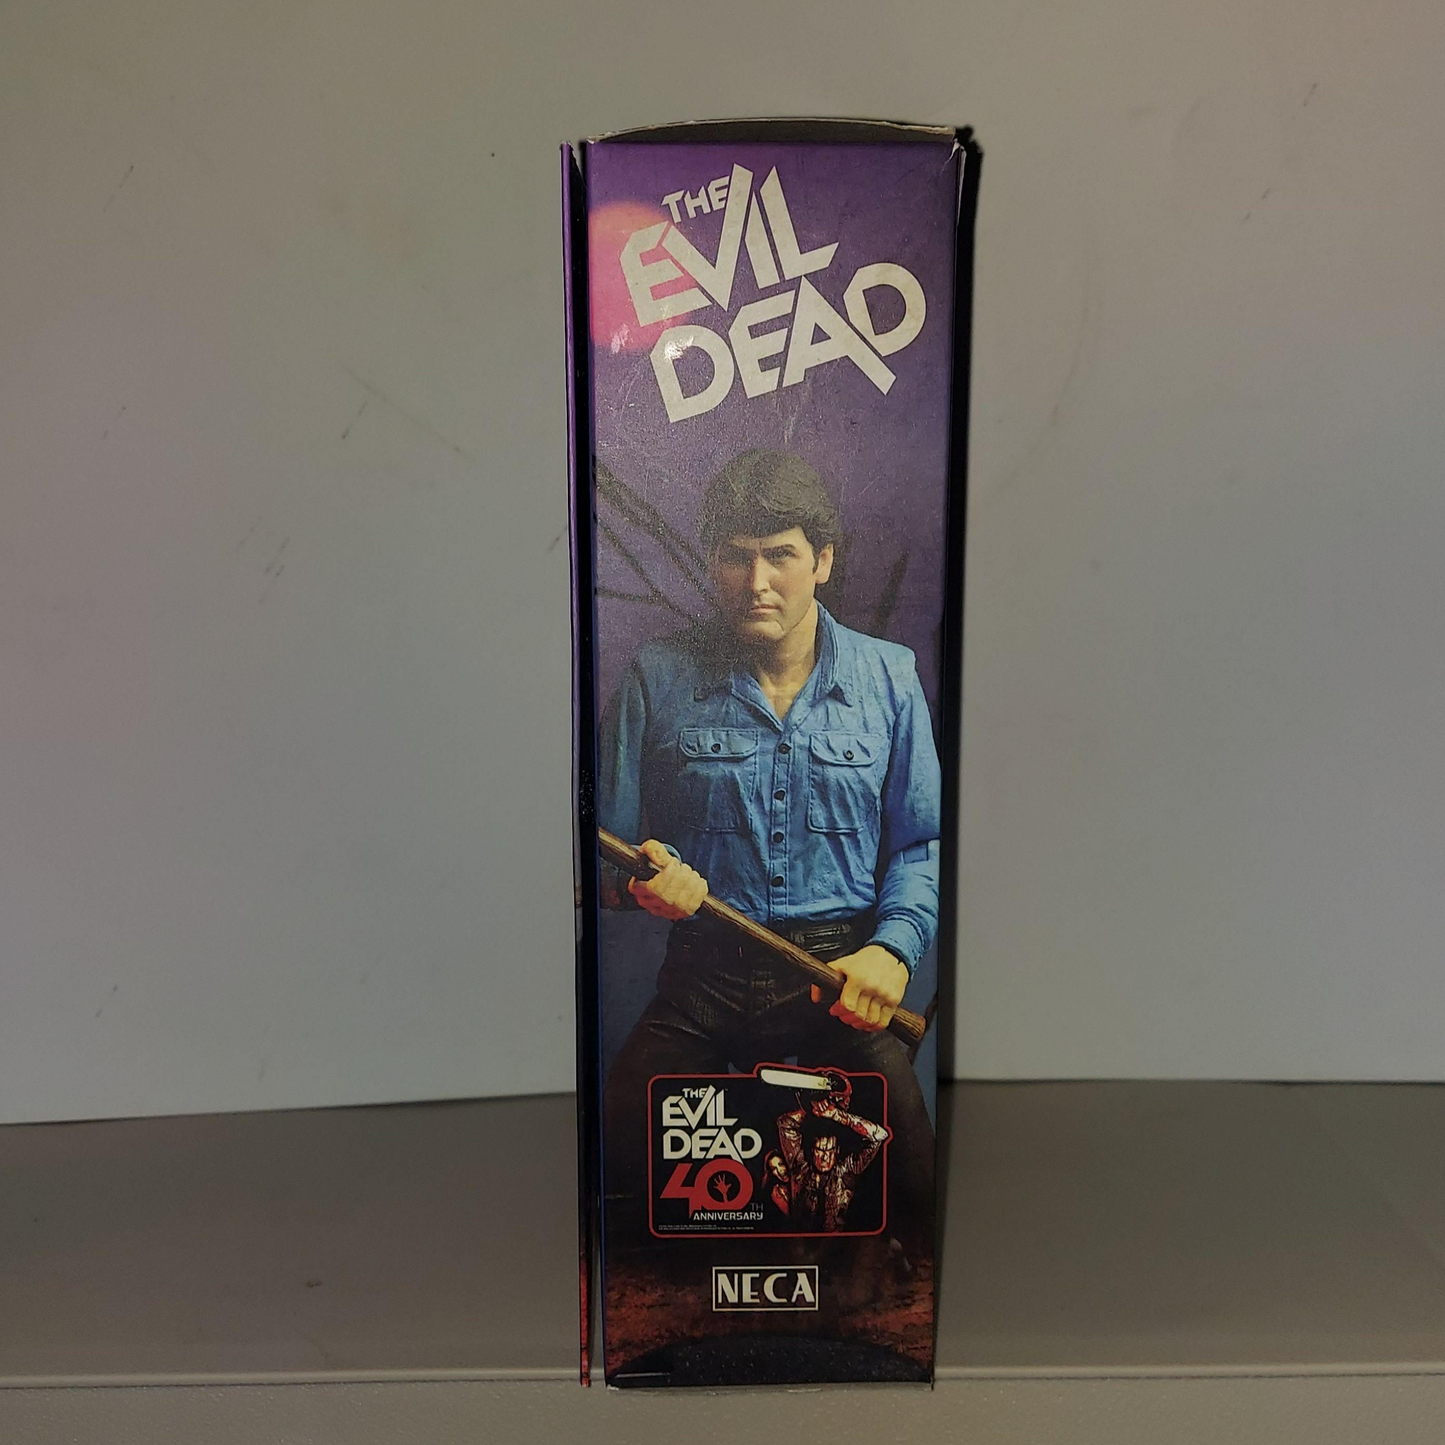 THE
EVIL
DEAD
THE
EVIL
DEAD
40TH
ANNIVERSARY
NECA